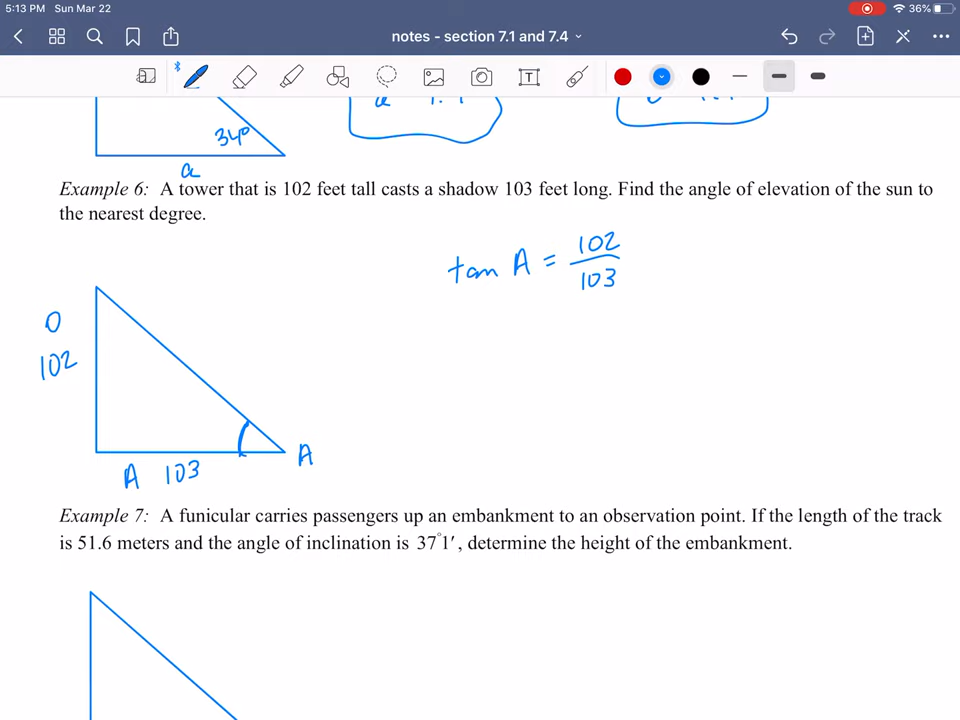 5:13 PM Sun Mar 22
36%
notes - section 7.1 and 7.4
T
34°
a
Example 6: A tower that is 102 feet tall casts a shadow 103 feet long. Find the angle of elevation of the sun to
the nearest degree.
tan A = 102/103
O
102
A 103
A
Example 7: A funicular carries passengers up an embankment to an observation point. If the length of the track
is 51.6 meters and the angle of inclination is 37°1′, determine the height of the embankment.